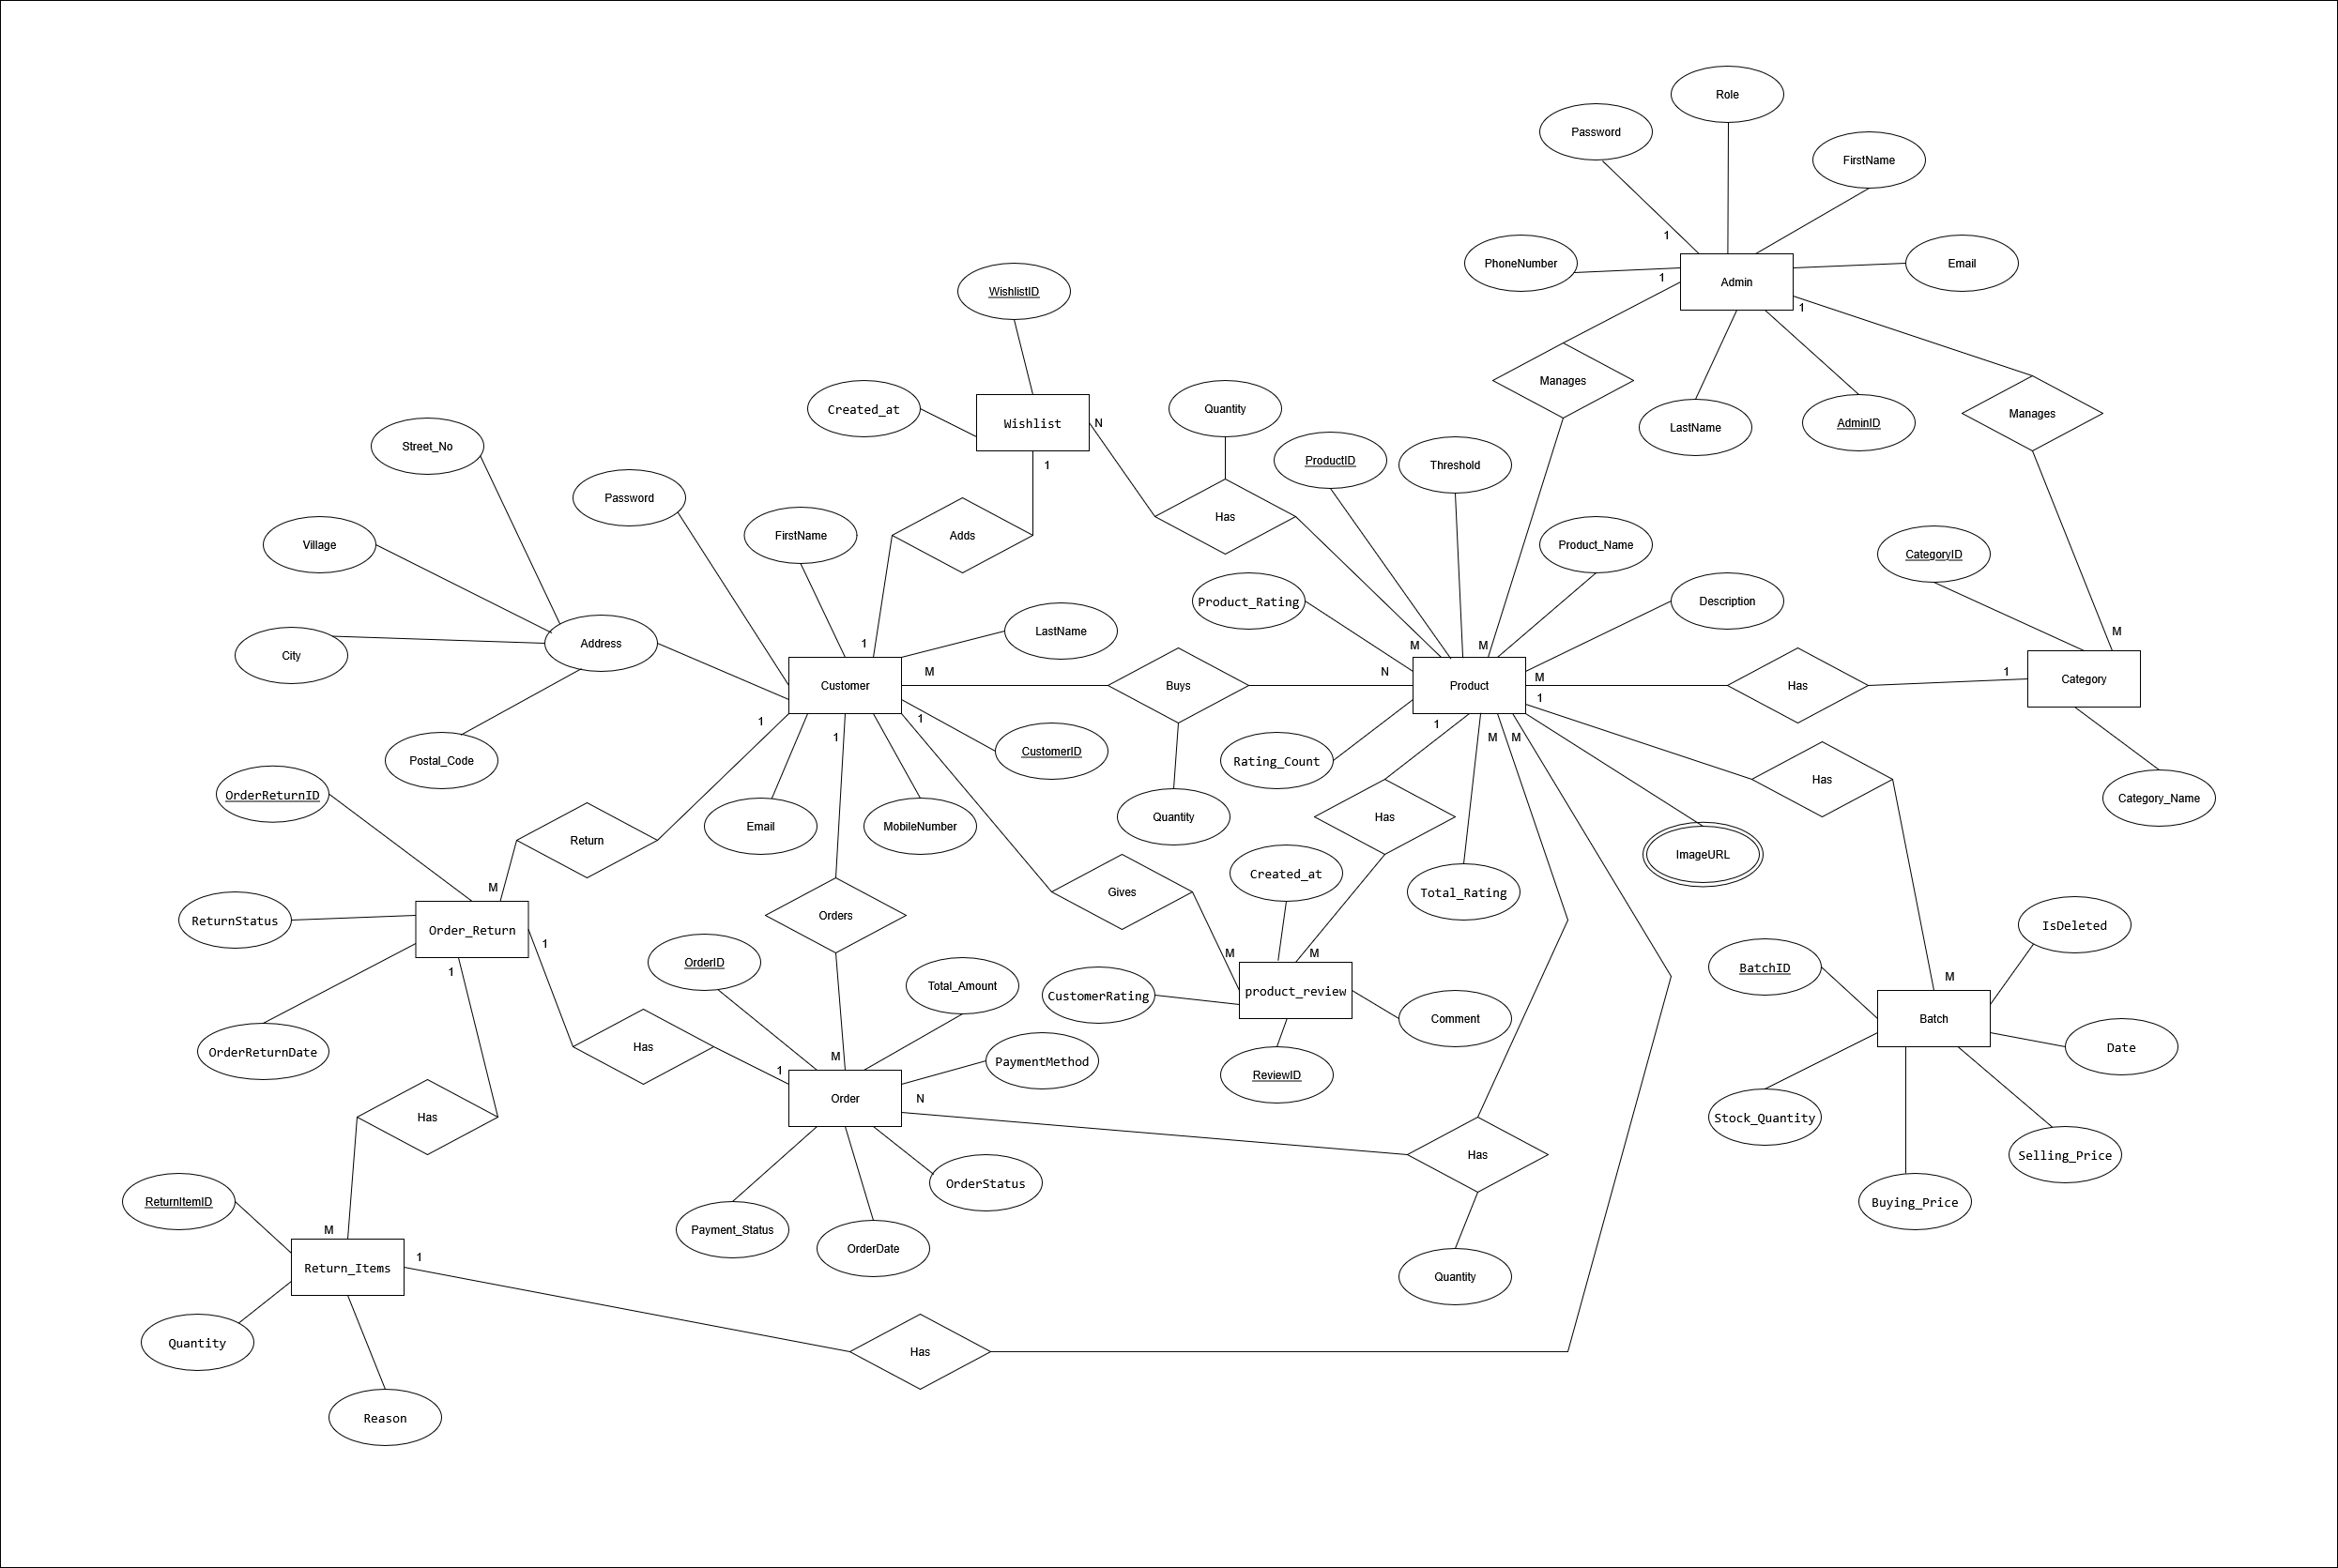 Role
Password
FirstName
1
PhoneNumber
Email
WishlistID
1
Admin
1
Manages
Created_at
Quantity
Wishlist
N
Manages
LastName
AdminID
Street_No
ProductID
Threshold
1
Password
Has
FirstName
Adds
Village
Product_Name
CategoryID
Product_Rating
Description
LastName
M
1
M
M
Address
City
M
N
Customer
Buys
Product
M
Has
1
Category
1
1
1
1
1
M
M
CustomerID
Postal_Code
Rating_Count
Has
OrderReturnID
Category_Name
Quantity
Has
Email
MobileNumber
Return
ImageURL
Created_at
M
Gives
Total_Rating
Orders
ReturnStatus
IsDeleted
Order_Return
1
M
M
OrderID
BatchID
1
M
Total_Amount
product_review
CustomerRating
Comment
Batch
Has
OrderReturnDate
Date
M
PaymentMethod
1
ReviewID
Order
N
Has
Stock_Quantity
Has
Selling_Price
OrderStatus
ReturnItemID
Buying_Price
M
Payment_Status
OrderDate
1
Return_Items
Quantity
Quantity
Has
Reason